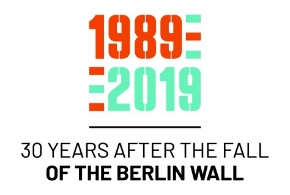 1989
2019
30 YEARS AFTER THE FALL
OF THE BERLIN WALL